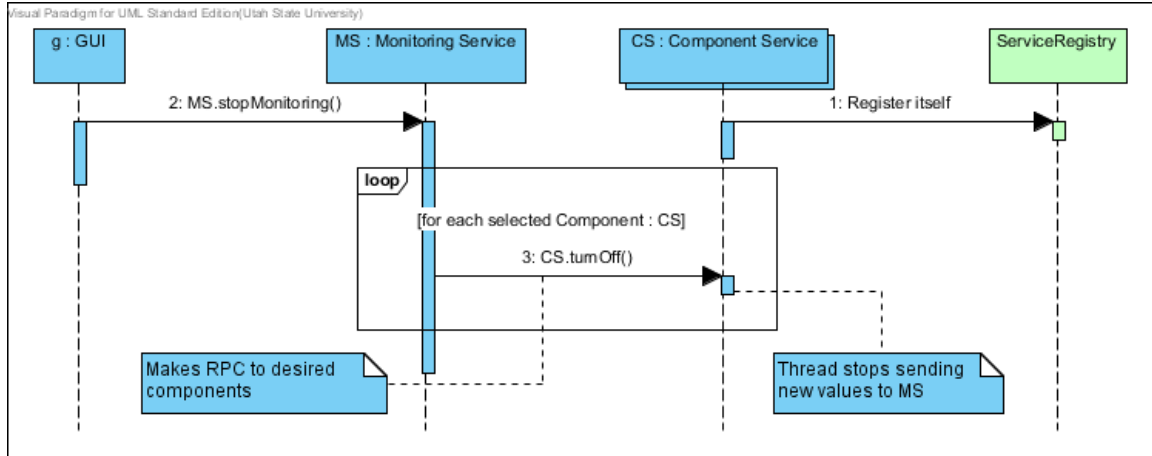 Visual Paradigm for UML Standard Edition(Utah State University)
g : GUI
MS : Monitoring Service
CS : Component Service
ServiceRegistry
2: MS.stopMonitoring()
1: Register itself
loop
[for each selected Component : CS]
3: CS.turnOff()
Makes RPC to desired
components
Thread stops sending
new values to MS